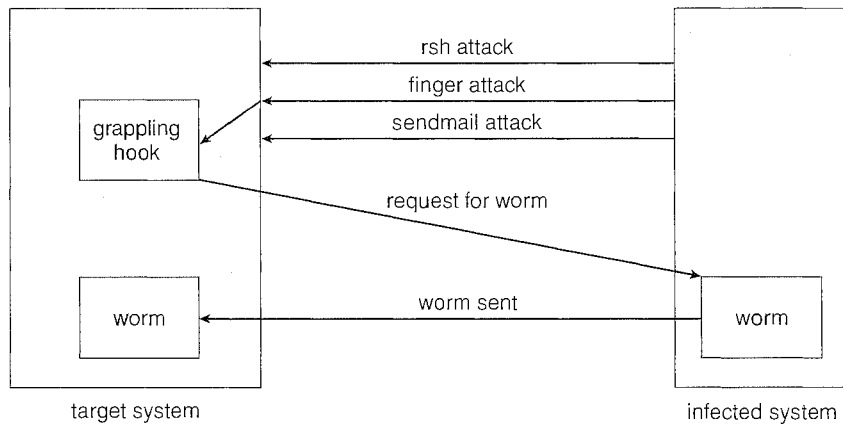 rsh attack
finger attack
grappling
hook
sendmail attack
request for worm
worm
worm sent
worm
target system
infected system